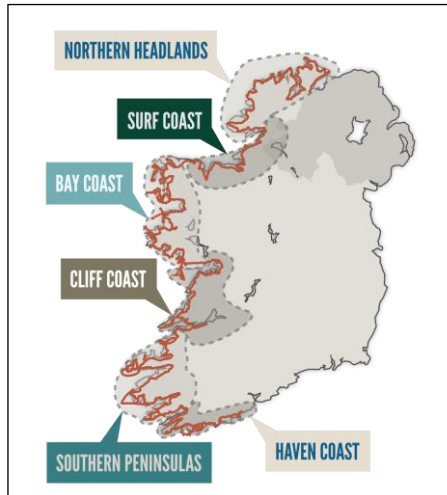 NORTHERN HEADLANDS
SURF COAST
BAY COAST
CLIFF COAST
SOUTHERN PENINSULAS
HAVEN COAST